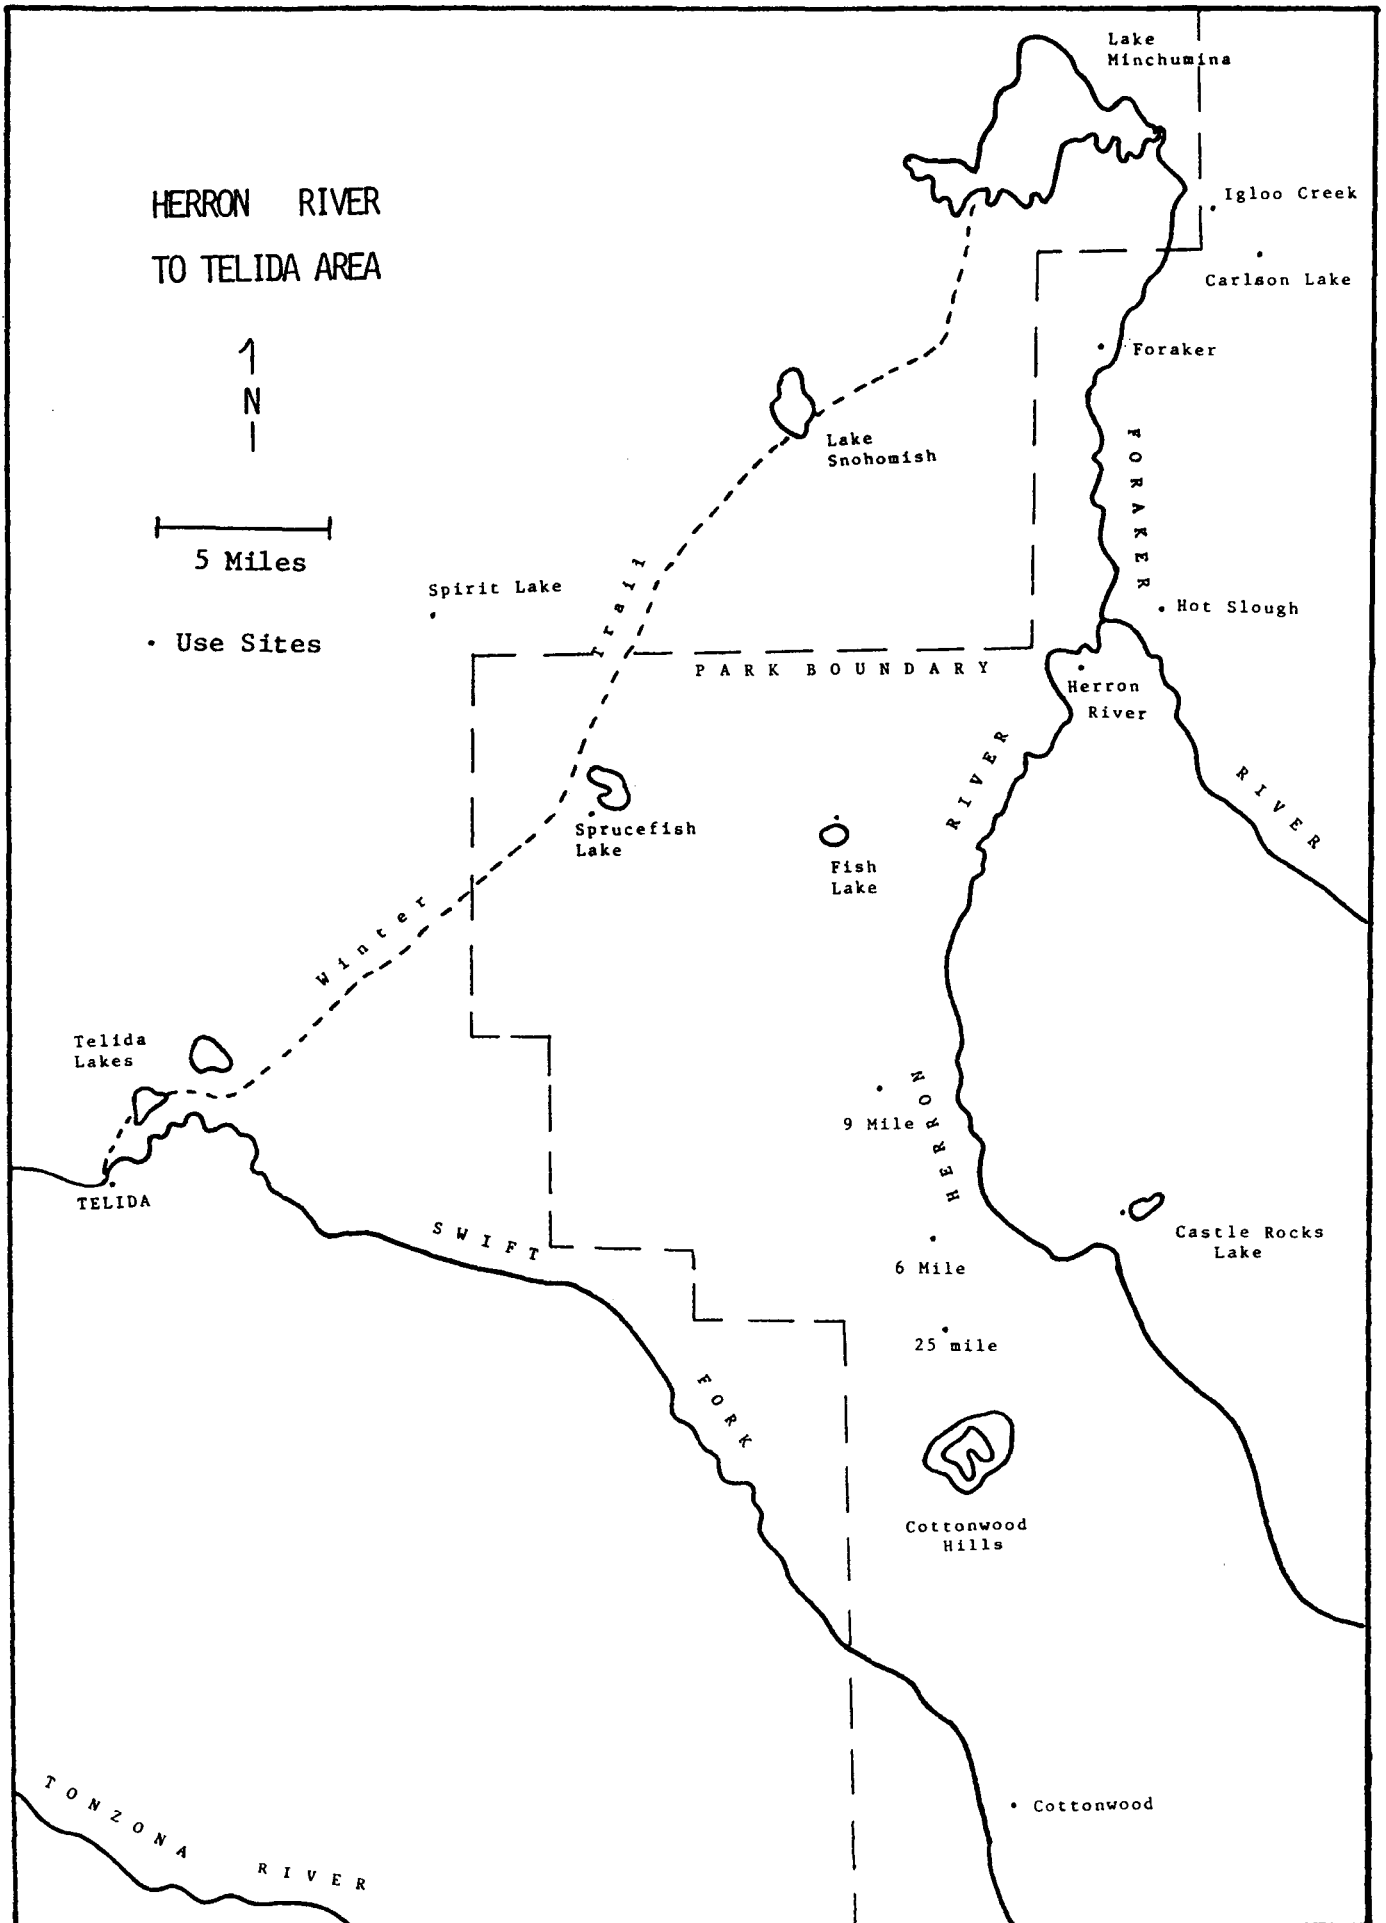 Lake
Minchumina
HERRON RIVER
TO TELIDA AREA
Igloo Creek
Carlson Lake
N
Foraker
Lake
Snohomish
FORAKER
5 Miles
Spirit Lake
Trail
Hot Slough
• Use Sites
PARK BOUNDARY
Herron
River
RIVER
RIVER
Sprucefish
Lake
Fish
Lake
Winter
Telida
Lakes
HERRON
9 Mile
TELIDA
SWIFT
Castle Rocks
Lake
6 Mile
25 mile
FORK
Cottonwood
Hills
TONZONA RIVER
Cottonwood